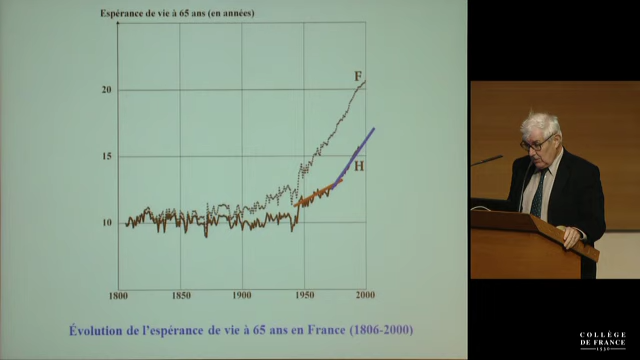 Espérance de vie à 65 ans (en années)
F
20
15
H
10
1800 1850 1900 1950 2000
Évolution de l'espérance de vie à 65 ans en France (1806-2000)
COLLÈGE
DE FRANCE
1530